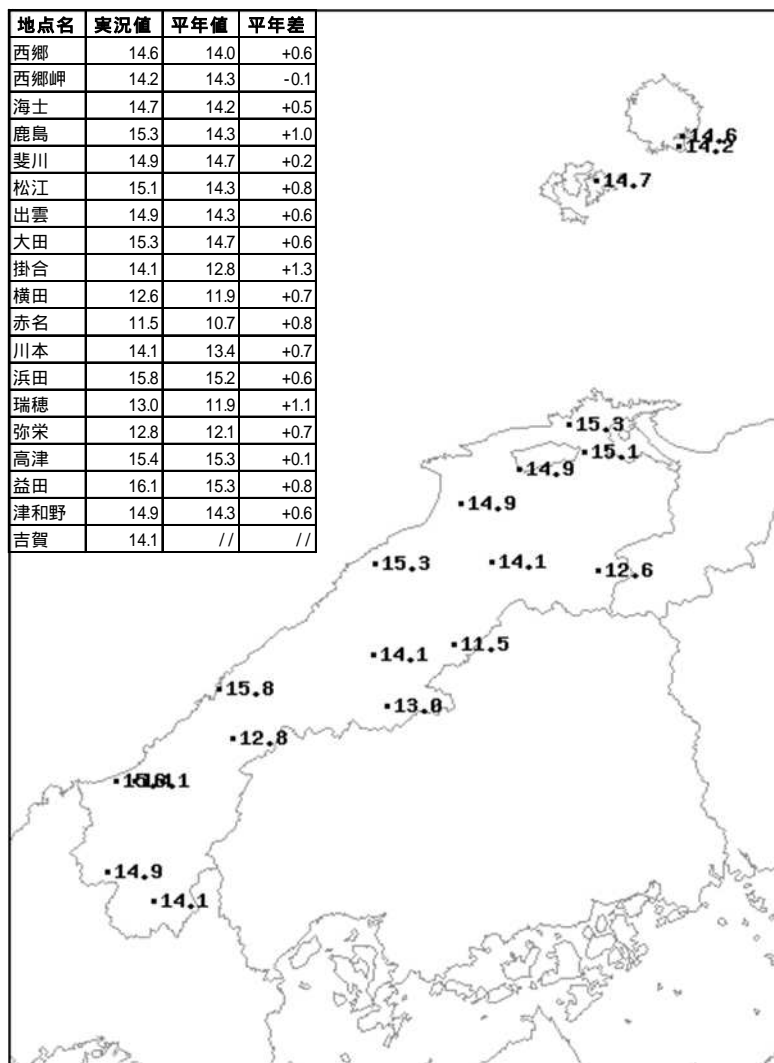 地点名 実況値 平年値 平年差
西郷 14.6 14.0 +0.6
西郷岬 14.2 14.3 -0.1
海士 14.7 14.2 +0.5
鹿島 15.3 14.3 +1.0
斐川 14.9 14.7 +0.2
松江 15.1 14.3 +0.8
出雲 14.9 14.3 +0.6
大田 15.3 14.7 +0.6
掛合 14.1 12.8 +1.3
横田 12.6 11.9 +0.7
赤名 11.5 10.7 +0.8
川本 14.1 13.4 +0.7
浜田 15.8 15.2 +0.6
瑞穂 13.0 11.9 +1.1
弥栄 12.8 12.1 +0.7
高津 15.4 15.3 +0.1
益田 16.1 15.3 +0.8
津和野 14.9 14.3 +0.6
吉賀 14.1 // //
14.6
14.2
14.7
15.3
15.1
14.9
14.9
15.3
14.1
12.6
11.5
14.1
13.0
15.8
12.8
14.9
14.1